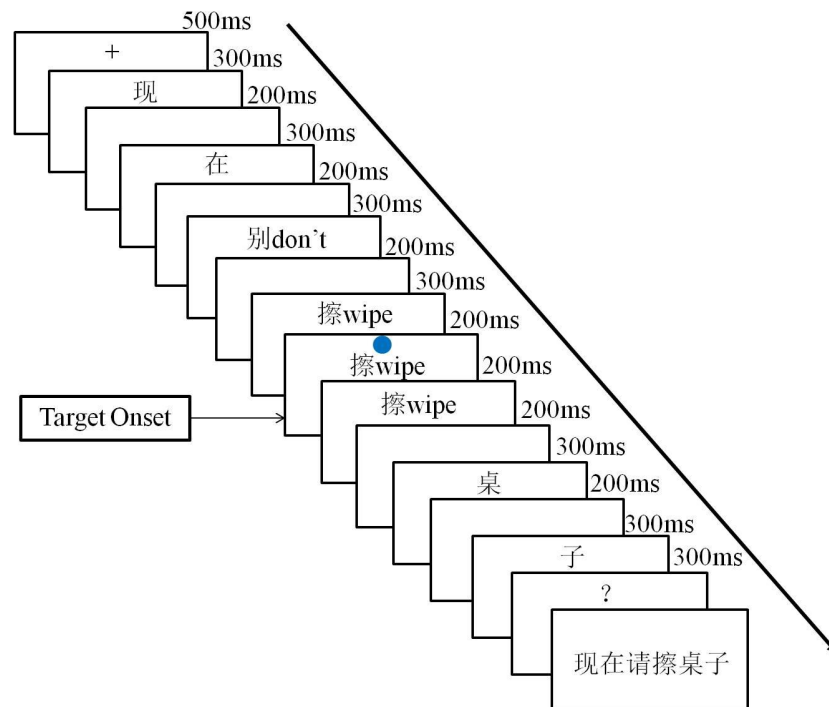 500ms
+
300ms
现
200ms
300ms
在
200ms
300ms
别don't
200ms
300ms
擦wipe
200ms
擦wipe
200ms
Target Onset
擦wipe
200ms
300ms
桌
200ms
300ms
子
300ms
?
现在请擦桌子